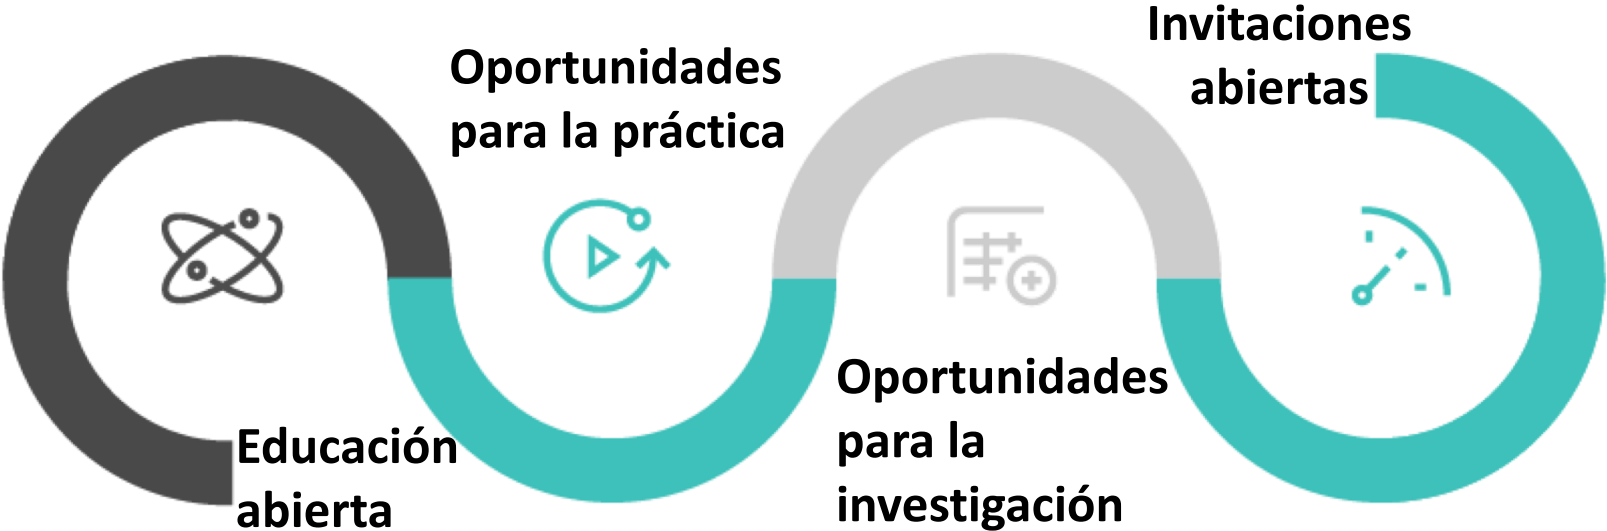 Educación
abierta
Oportunidades
para la práctica
Oportunidades
para la
investigación
Invitaciones
abiertas